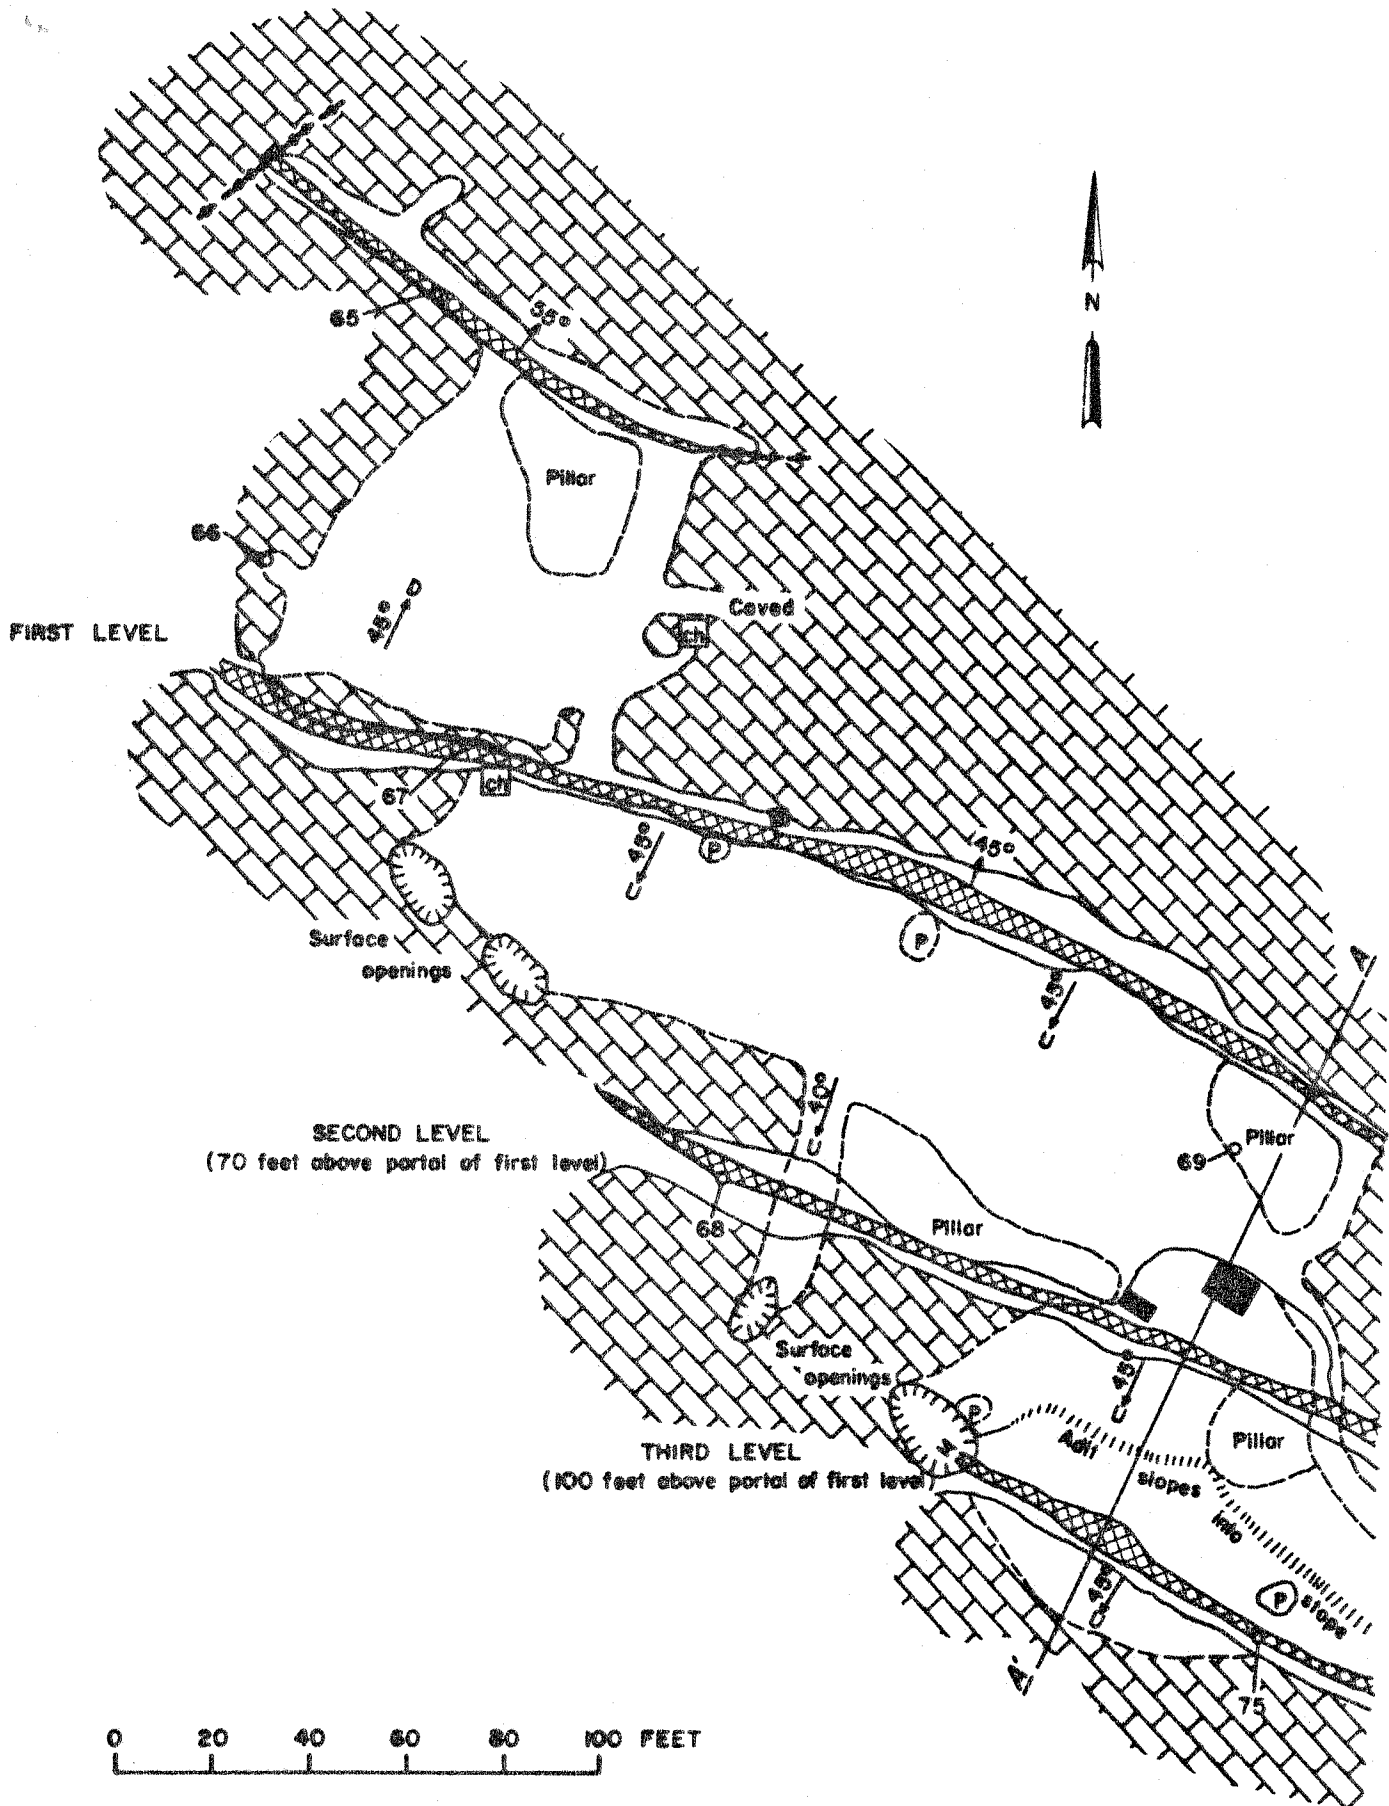 65
55°
N
Pillar
66
45°
D
FIRST LEVEL
Caved
ch
67
ch
45°
U
P
45°
P
Surface
openings
45°
U
A
40°
U
SECOND LEVEL
(70 feet above portal of first level)
Pillar
69
68
Pillar
Surface
openings
45°
U
P
Adit
Pillar
THIRD LEVEL
(100 feet above portal of first level)
slopes
into
45°
U
P
slope
A'
75
0 20 40 60 80 100 FEET